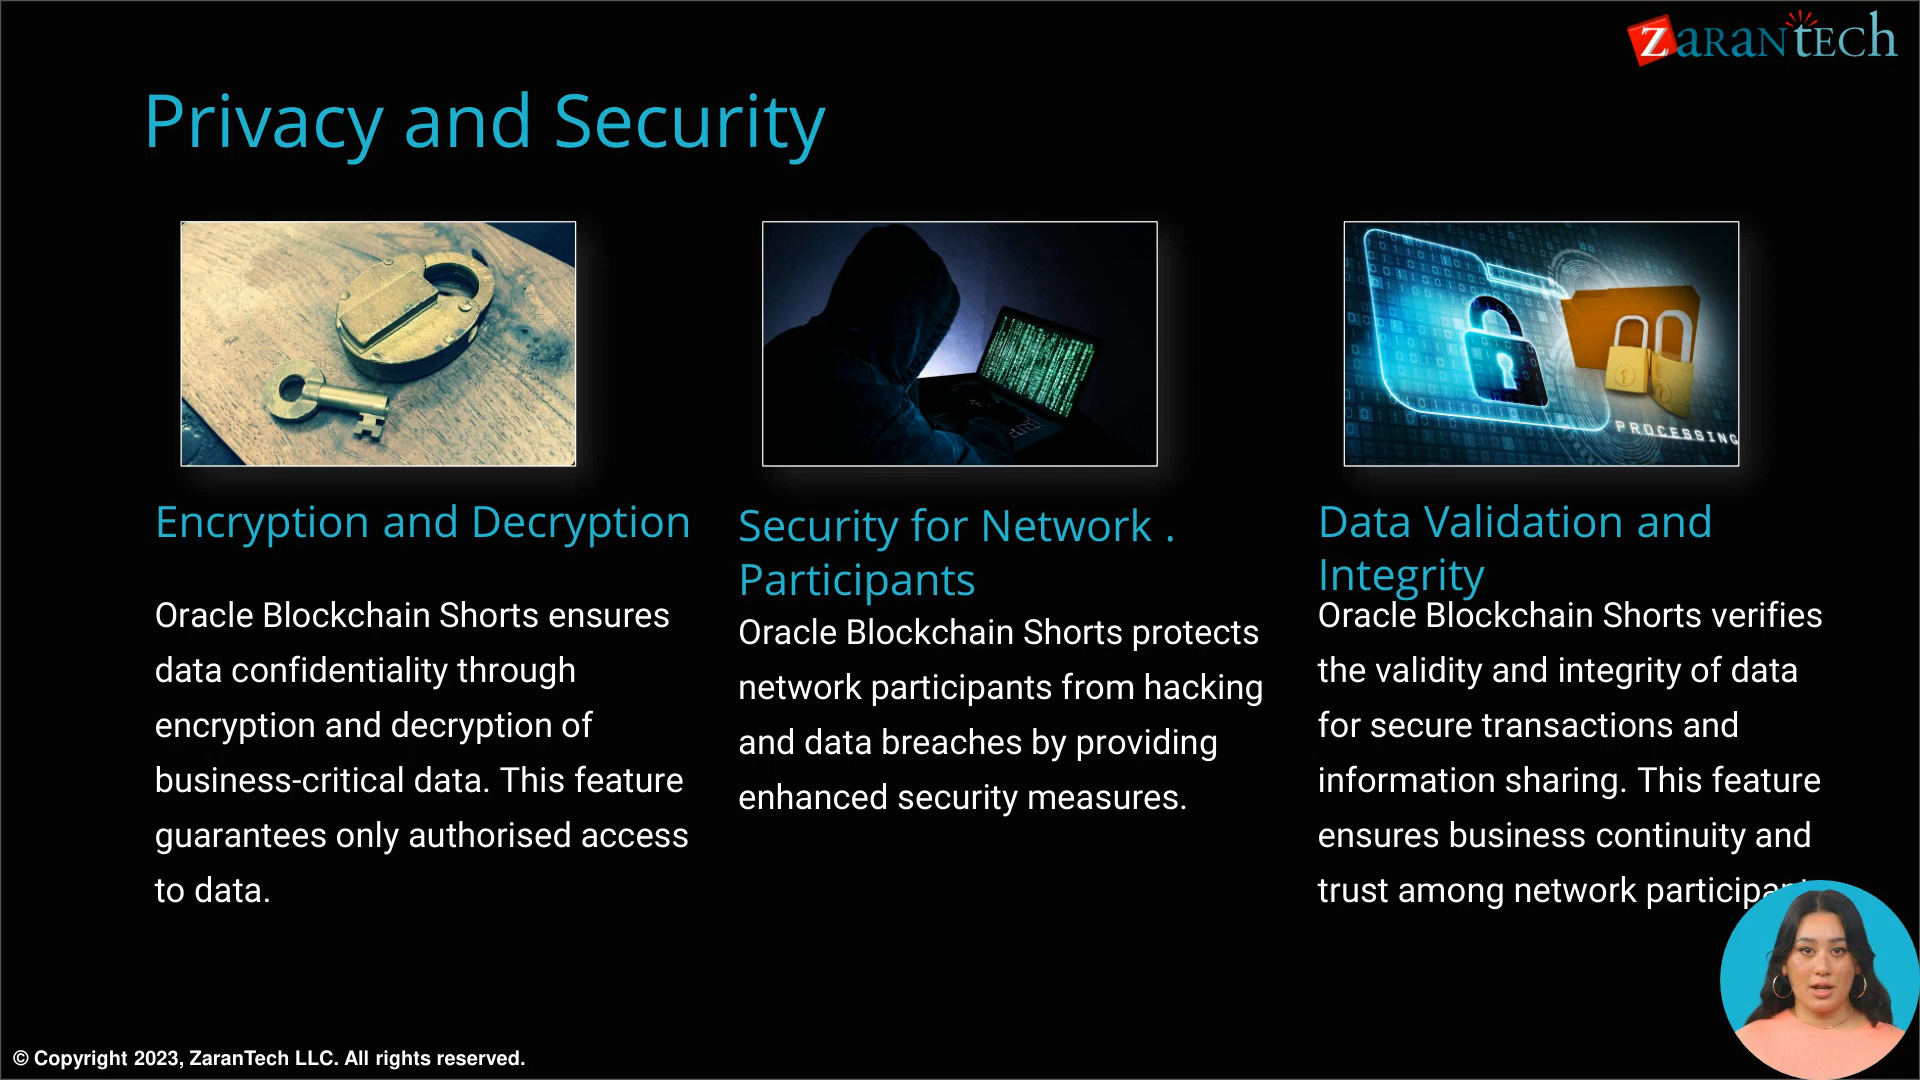 ZaranTech
Privacy and Security
PROCESSING
Encryption and Decryption
Oracle Blockchain Shorts ensures
data confidentiality through
encryption and decryption of
business-critical data. This feature
guarantees only authorised access
to data.
Security for Network .
Participants
Oracle Blockchain Shorts protects
network participants from hacking
and data breaches by providing
enhanced security measures.
Data Validation and
Integrity
Oracle Blockchain Shorts verifies
the validity and integrity of data
for secure transactions and
information sharing. This feature
ensures business continuity and
trust among network
© Copyright 2023, ZaranTech LLC. All rights reserved.